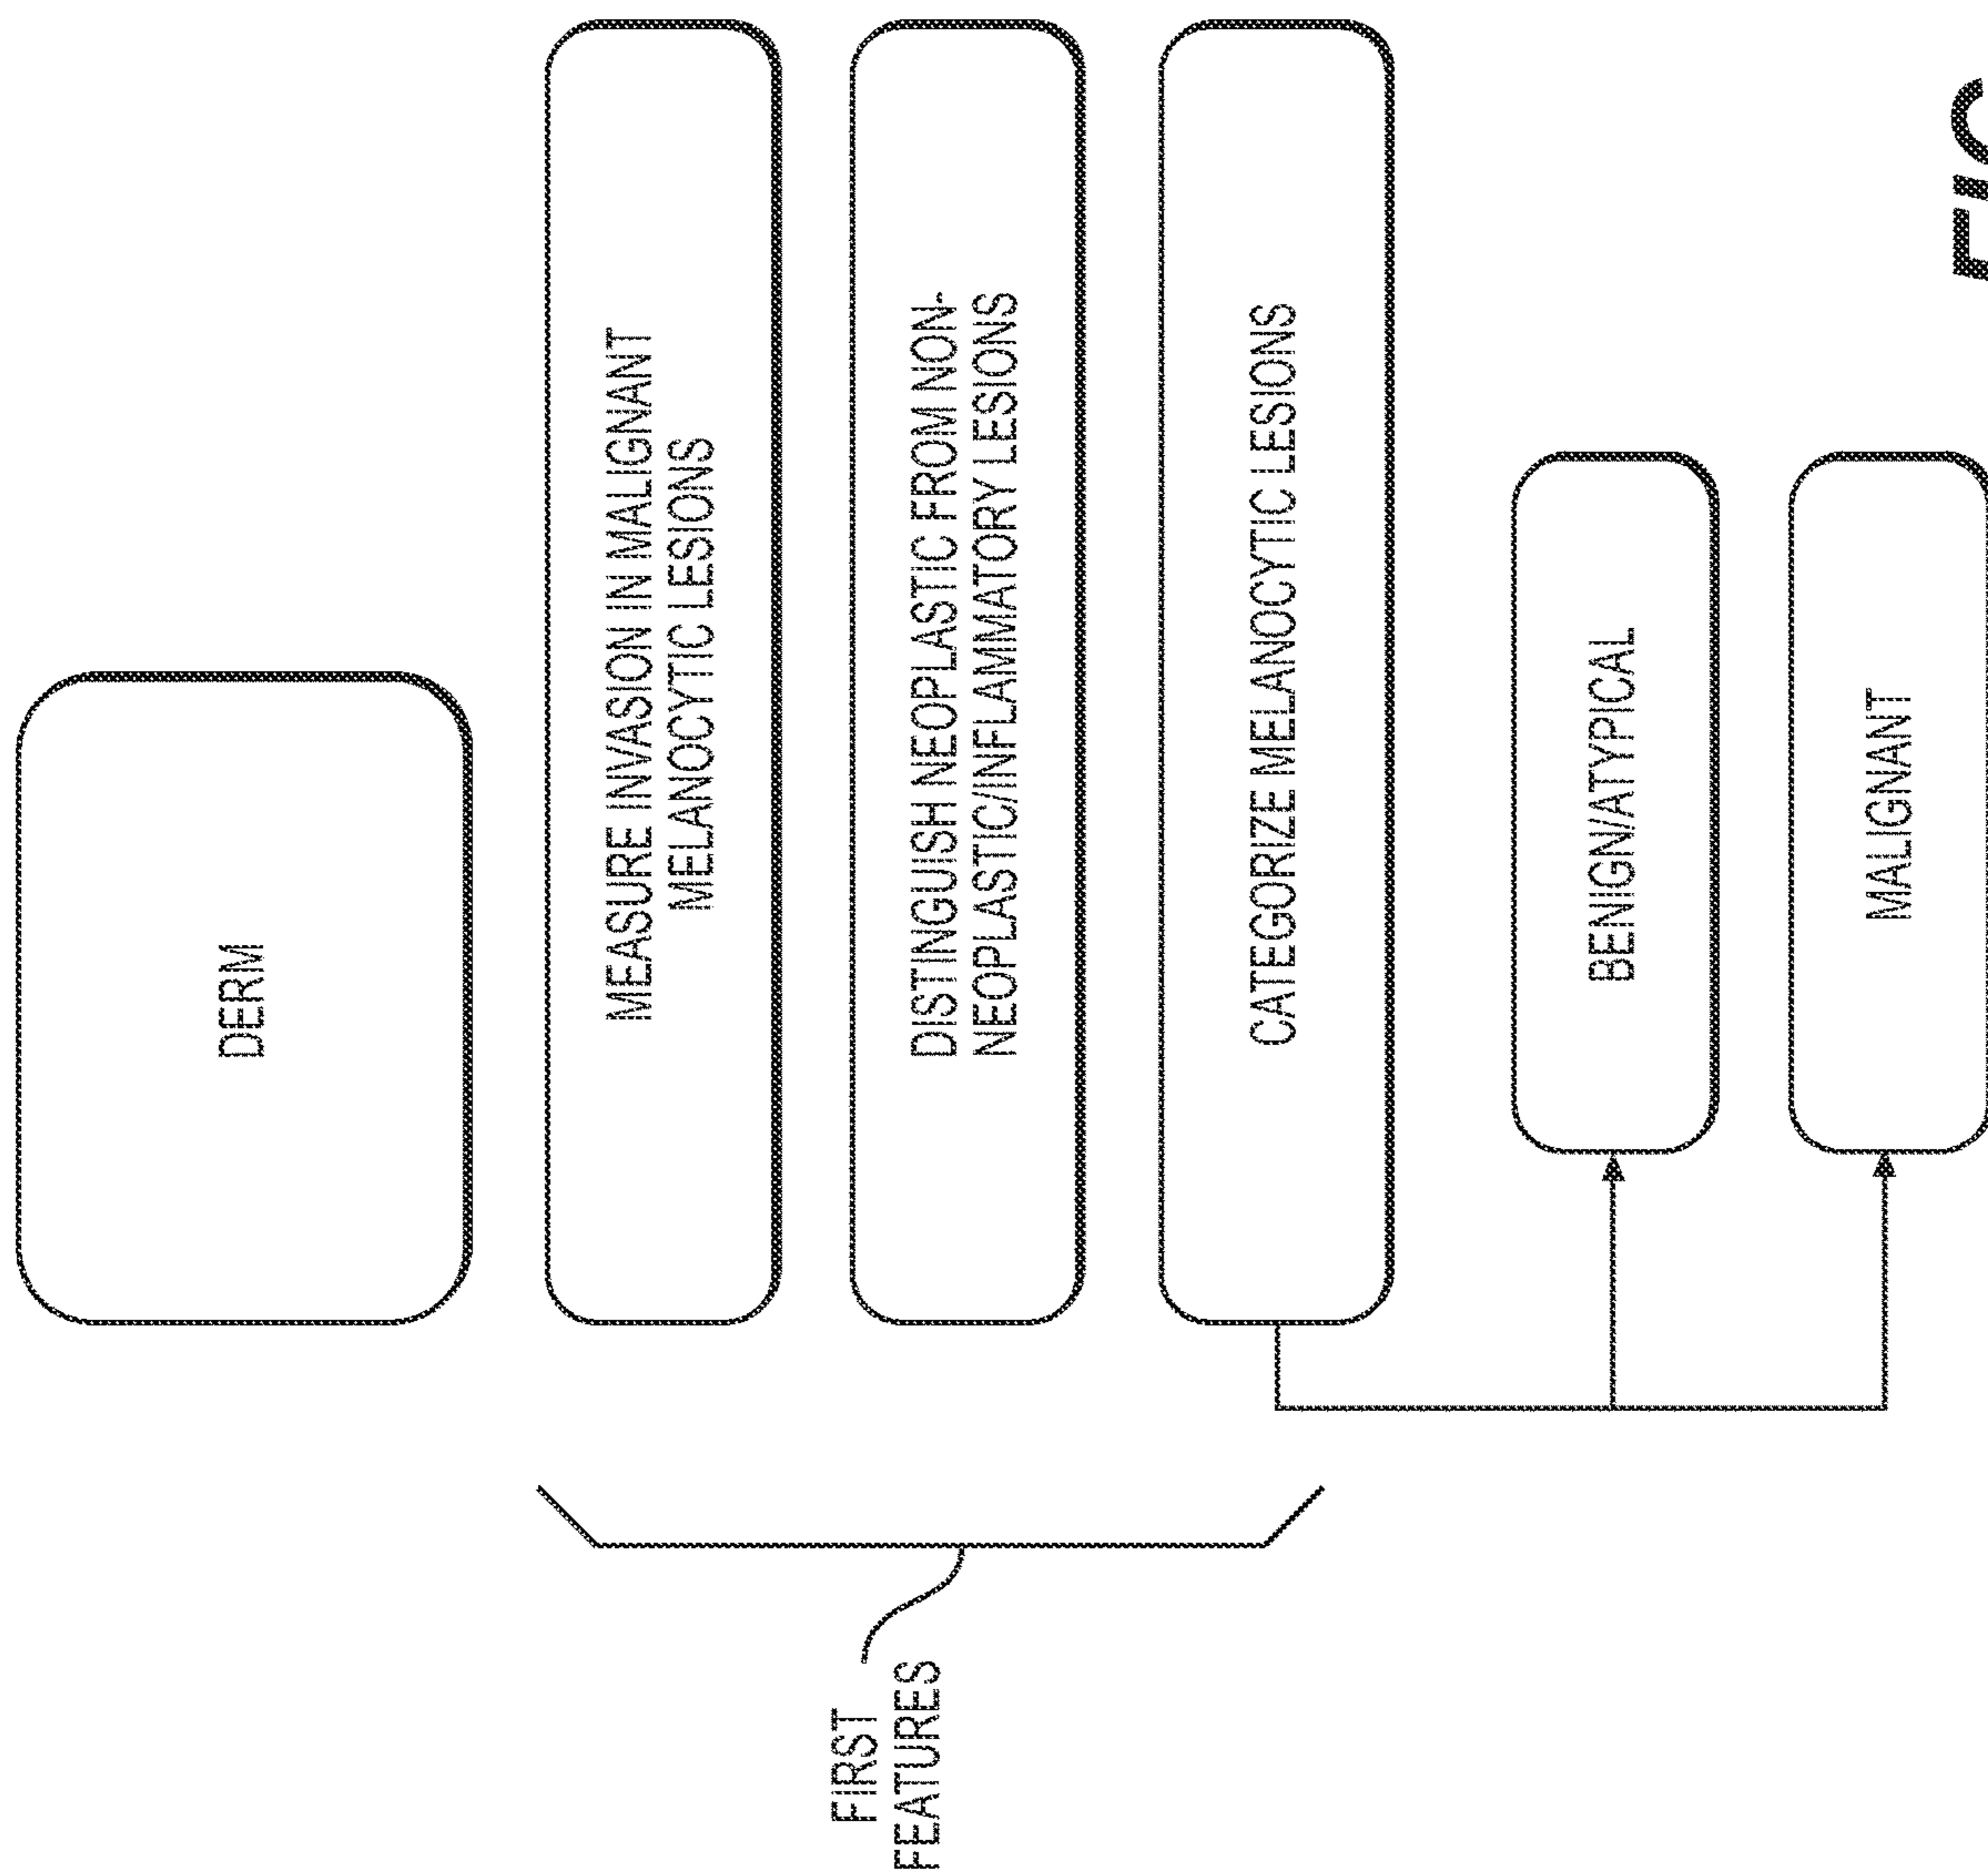 DERM
FIRST
FEATURES
MEASURE INVASION IN MALIGNANT
MELANOCYTIC LESIONS
DISTINGUISH NEOPLASTIC FROM NON-
NEOPLASTIC/INFLAMMATORY LESIONS
CATEGORIZE MELANOCYTIC LESIONS
BENIGN/ATYPICAL
MALIGNANT